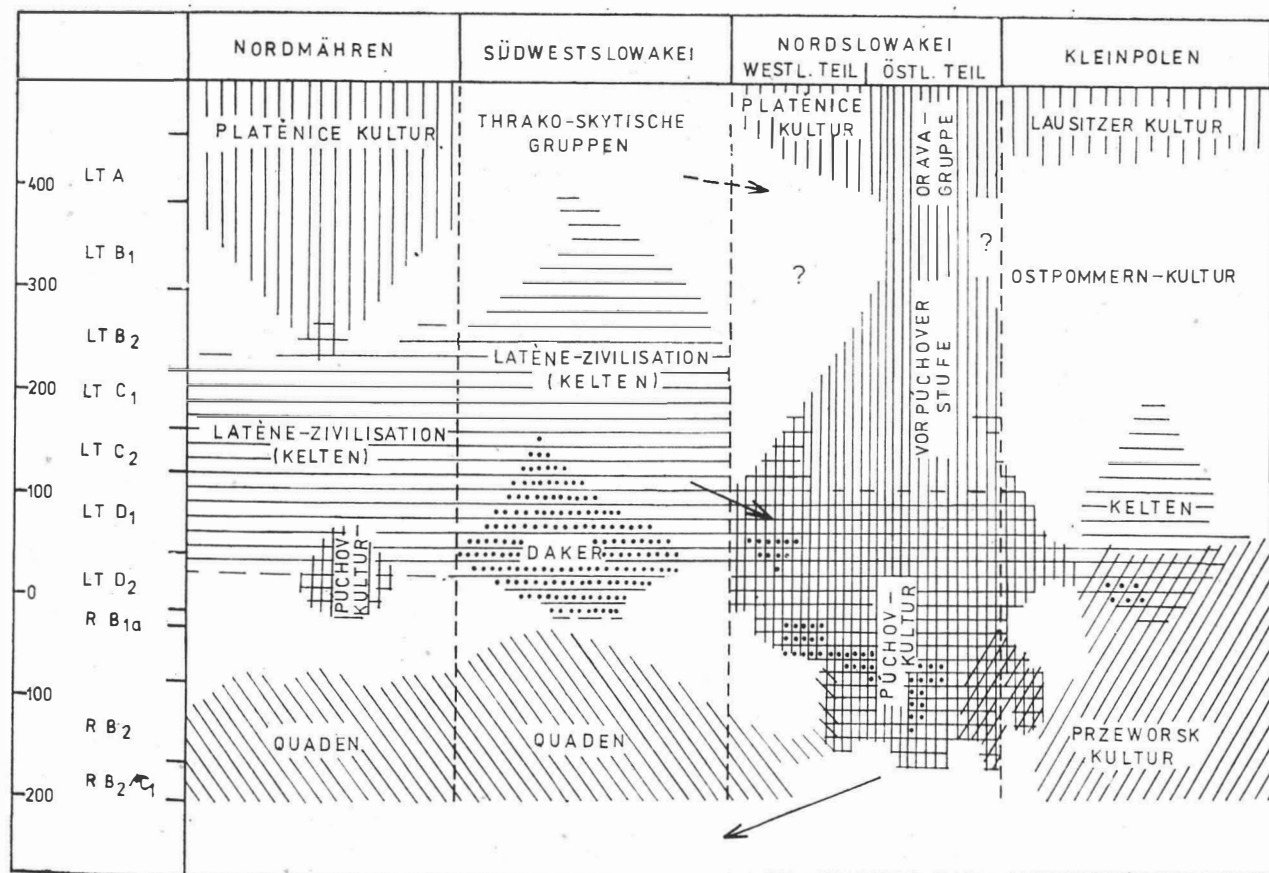 NORDMÄHREN
SÜDWESTSLOWAKEI
NORDSLOWAKEI
WESTL. TEIL
ÖSTL. TEIL
KLEINPOLEN
400
300
200
100
0
100
200
LT A
LT B1
LT B2
LT C1
LT C2
LT D1
LT D2
R B1a
R B2
R B2/C1
PLATĚNICE KULTUR
LATÈNE-ZIVILISATION
(KELTEN)
PÚCHOV-
KULTUR
QUADEN
THRAKO-SKYTISCHE
GRUPPEN
LATÈNE-ZIVILISATION
(KELTEN)
DAKER
QUADEN
PLATĚNICE
KULTUR
?
ORAVA-
GRUPPE
?
VORPÚCHOVER
STUFE
PÚCHOV-
KULTUR
LAUSITZER KULTUR
OSTPOMMERN-KULTUR
KELTEN
PRZEWORSK
KULTUR